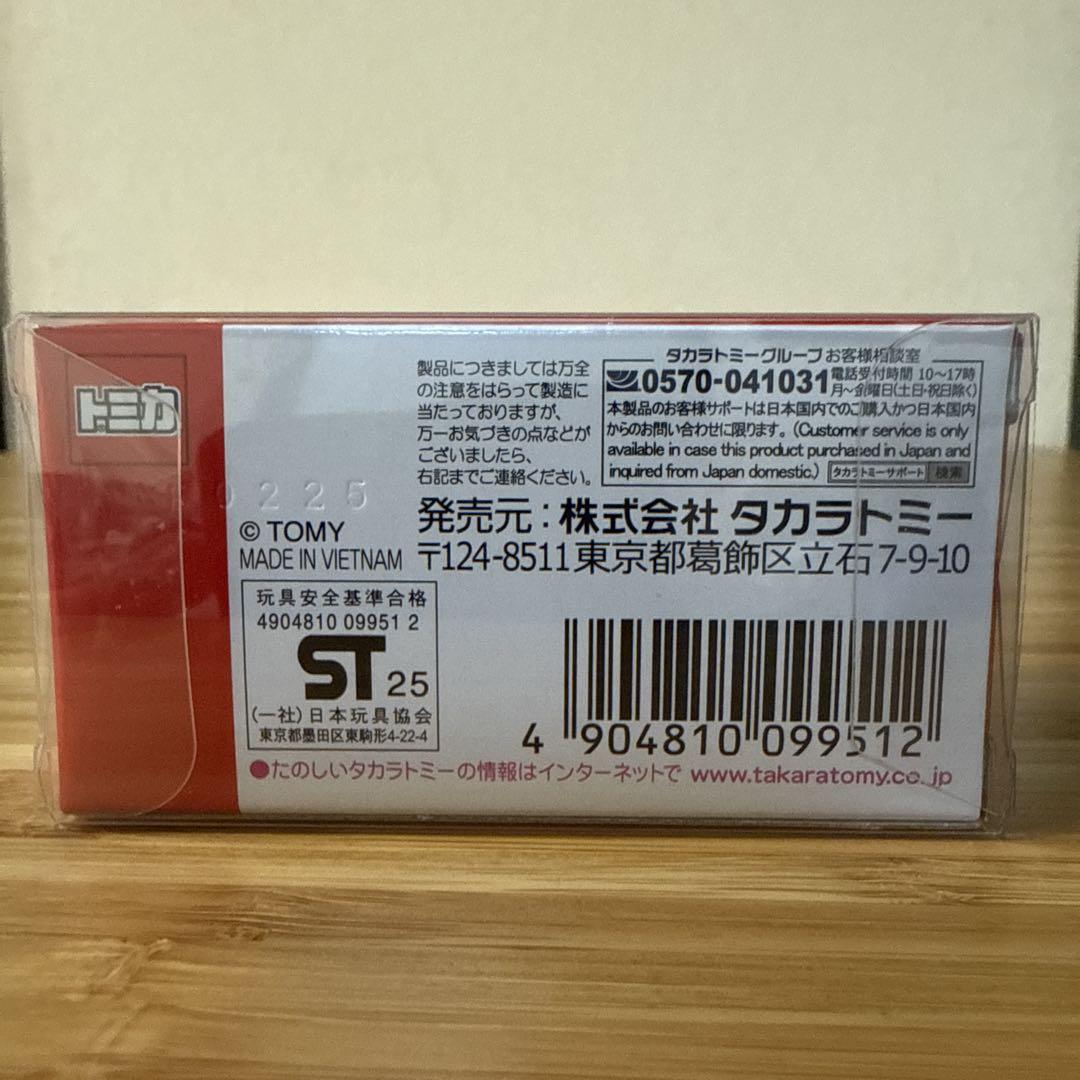 トミカ
製品につきましては万全
の注意をはらって製造に
当たっておりますが、
万一お気づきの点などが
ございましたら、
右記までご連絡ください。
タカラトミーグループ お客様相談室
0570-041031 電話受付時間 10〜17時
月〜金曜日(土日・祝日除く)
本製品のお客様サポートは日本国内でのご購入かつ日本国内
からのお問い合わせに限ります。(Customer service is only
available in case this product purchased in Japan and
inquired from Japan domestic.) タカラトミーサポート 検索
0225
© TOMY
MADE IN VIETNAM
発売元：株式会社 タカラトミー
〒124-8511 東京都葛飾区立石 7-9-10
玩具安全基準合格
4904810 09951 2
ST 25
(一社)日本玩具協会
東京都墨田区東駒形4-22-4
4 904810 099512
●たのしいタカラトミーの情報はインターネットで www.takaratomy.co.jp